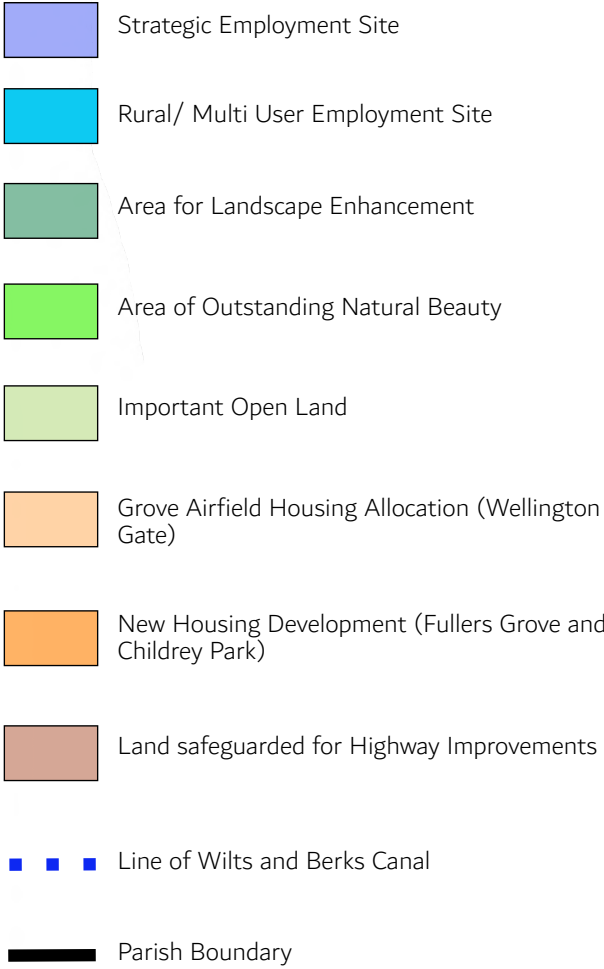 Strategic Employment Site
Rural/ Multi User Employment Site
Area for Landscape Enhancement
Area of Outstanding Natural Beauty
Important Open Land
Grove Airfield Housing Allocation (Wellington
Gate)
New Housing Development (Fullers Grove and
Childrey Park)
Land safeguarded for Highway Improvements
Line of Wilts and Berks Canal
Parish Boundary